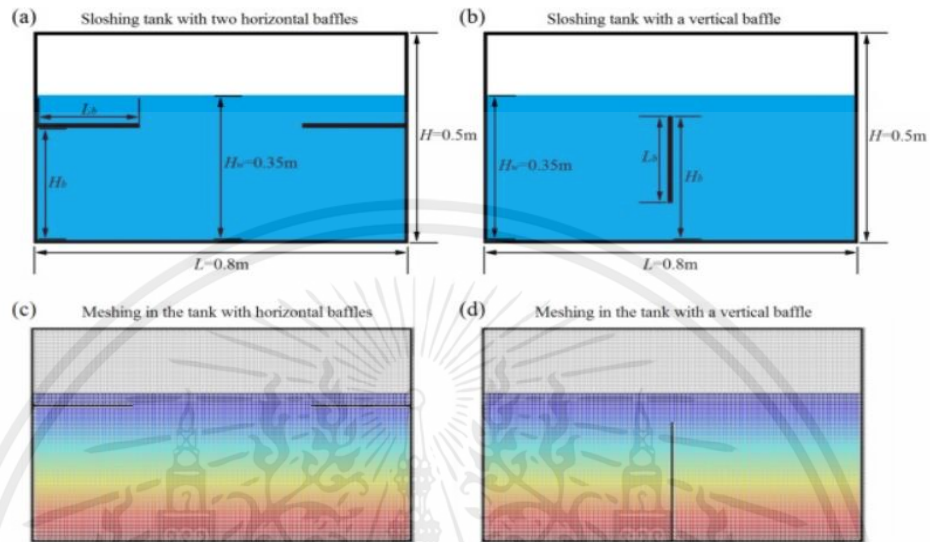 (a) Sloshing tank with two horizontal baffles
Lb
Hb
Hw=0.35m
H=0.5m
L=0.8m
(b) Sloshing tank with a vertical baffle
Hw=0.35m
Lb
Hb
H=0.5m
L=0.8m
(c) Meshing in the tank with horizontal baffles
(d) Meshing in the tank with a vertical baffle